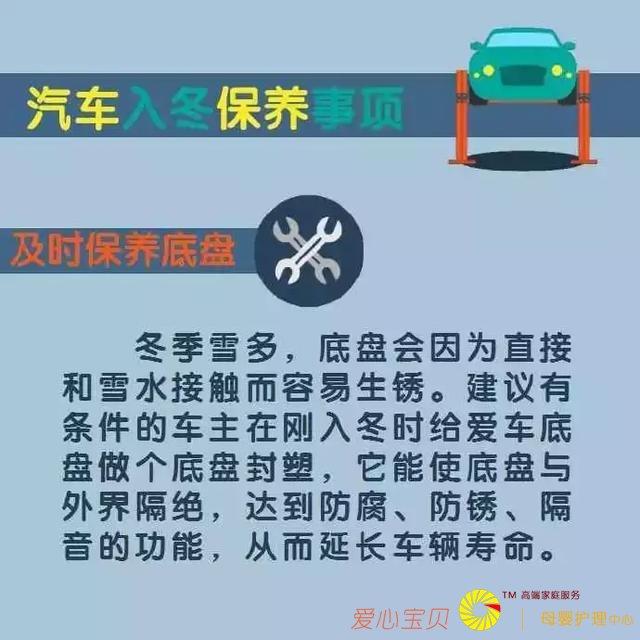 汽车入冬保养事项
及时保养底盘
冬季雪多，底盘会因为直接
和雪水接触而容易生锈。建议有
条件的车主在刚入冬时给爱车底
盘做个底盘封塑，它能使底盘与
外界隔绝，达到防腐、防锈、隔
音的功能，从而延长车辆寿命。
TM 高端家庭服务
爱心宝贝 | 母婴护理中心